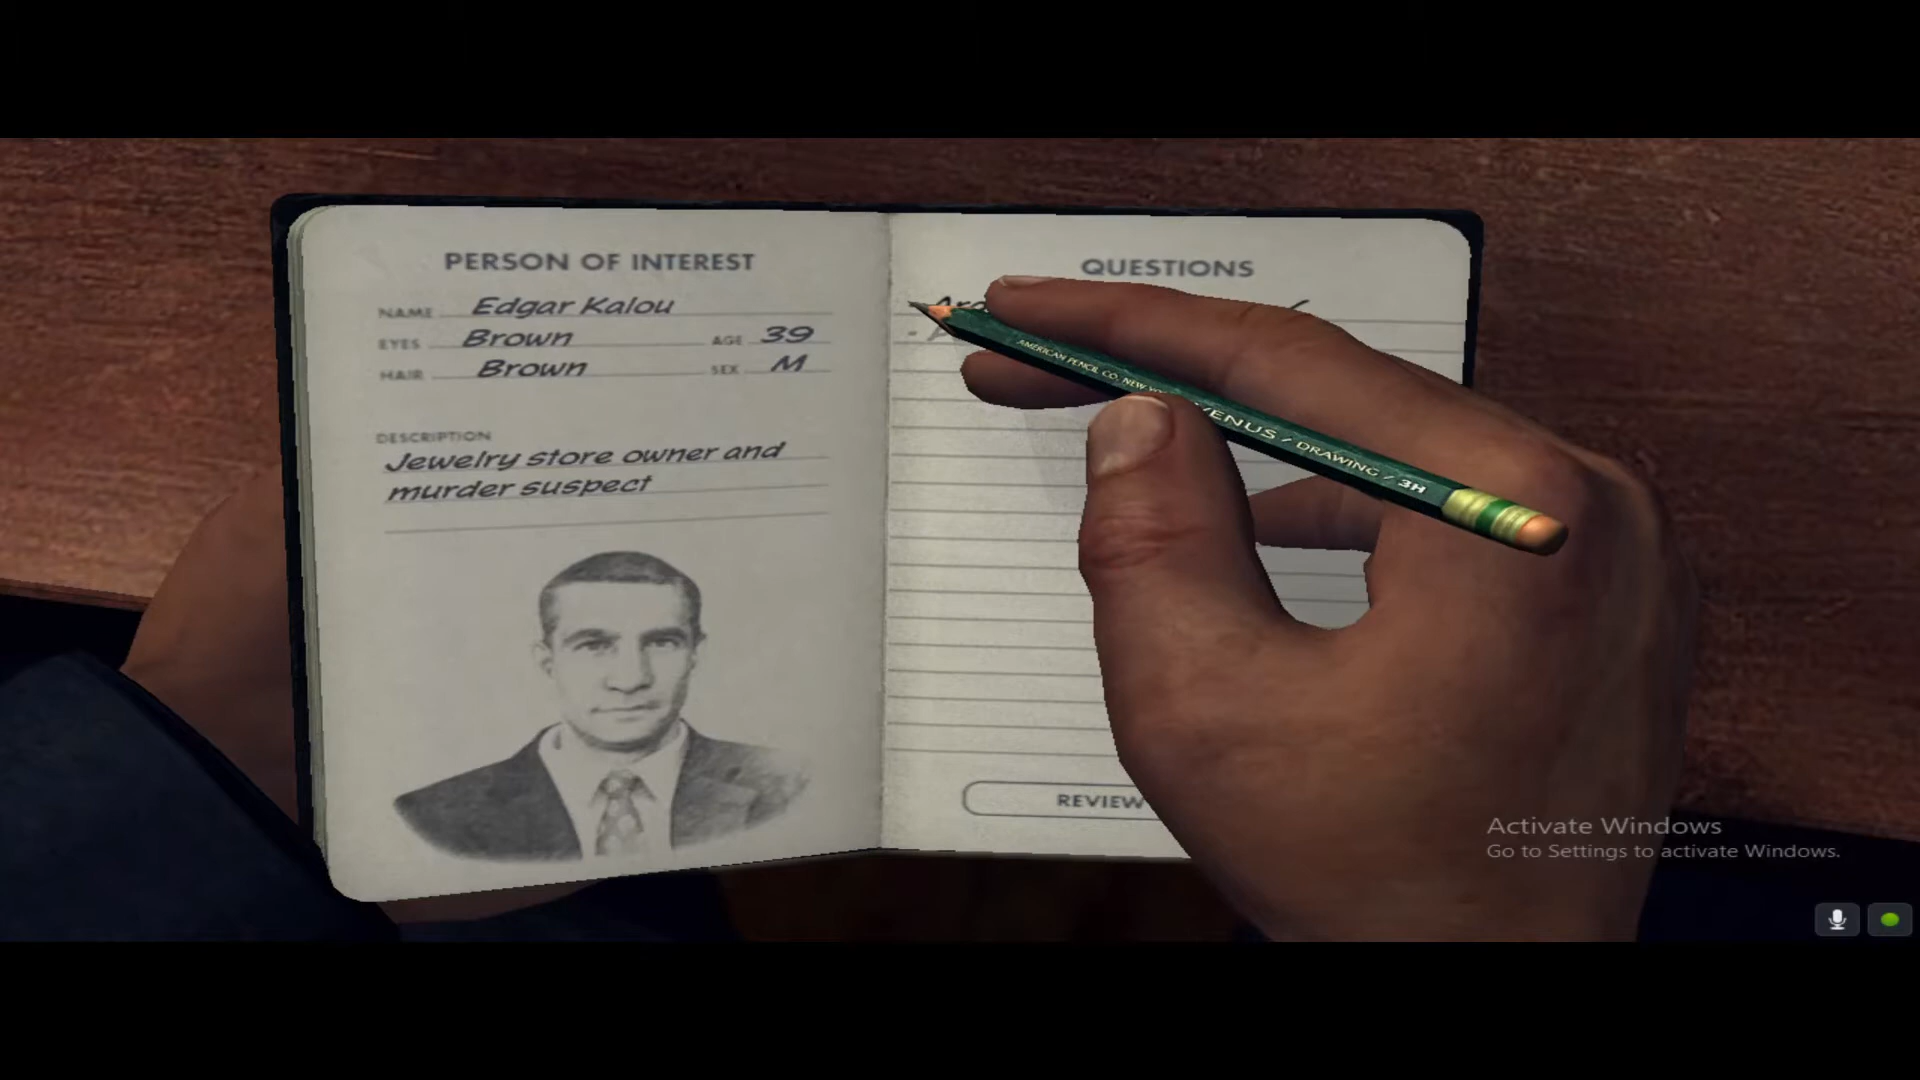 PERSON OF INTEREST
NAME Edgar Kalou
EYES Brown AGE 39
HAIR Brown SEX M
DESCRIPTION
Jewelry store owner and
murder suspect
QUESTIONS
AMERICAN PENCIL CO. NEW VENUS / DRAWING / 3H
REVIEW
Activate Windows
Go to Settings to activate Windows.